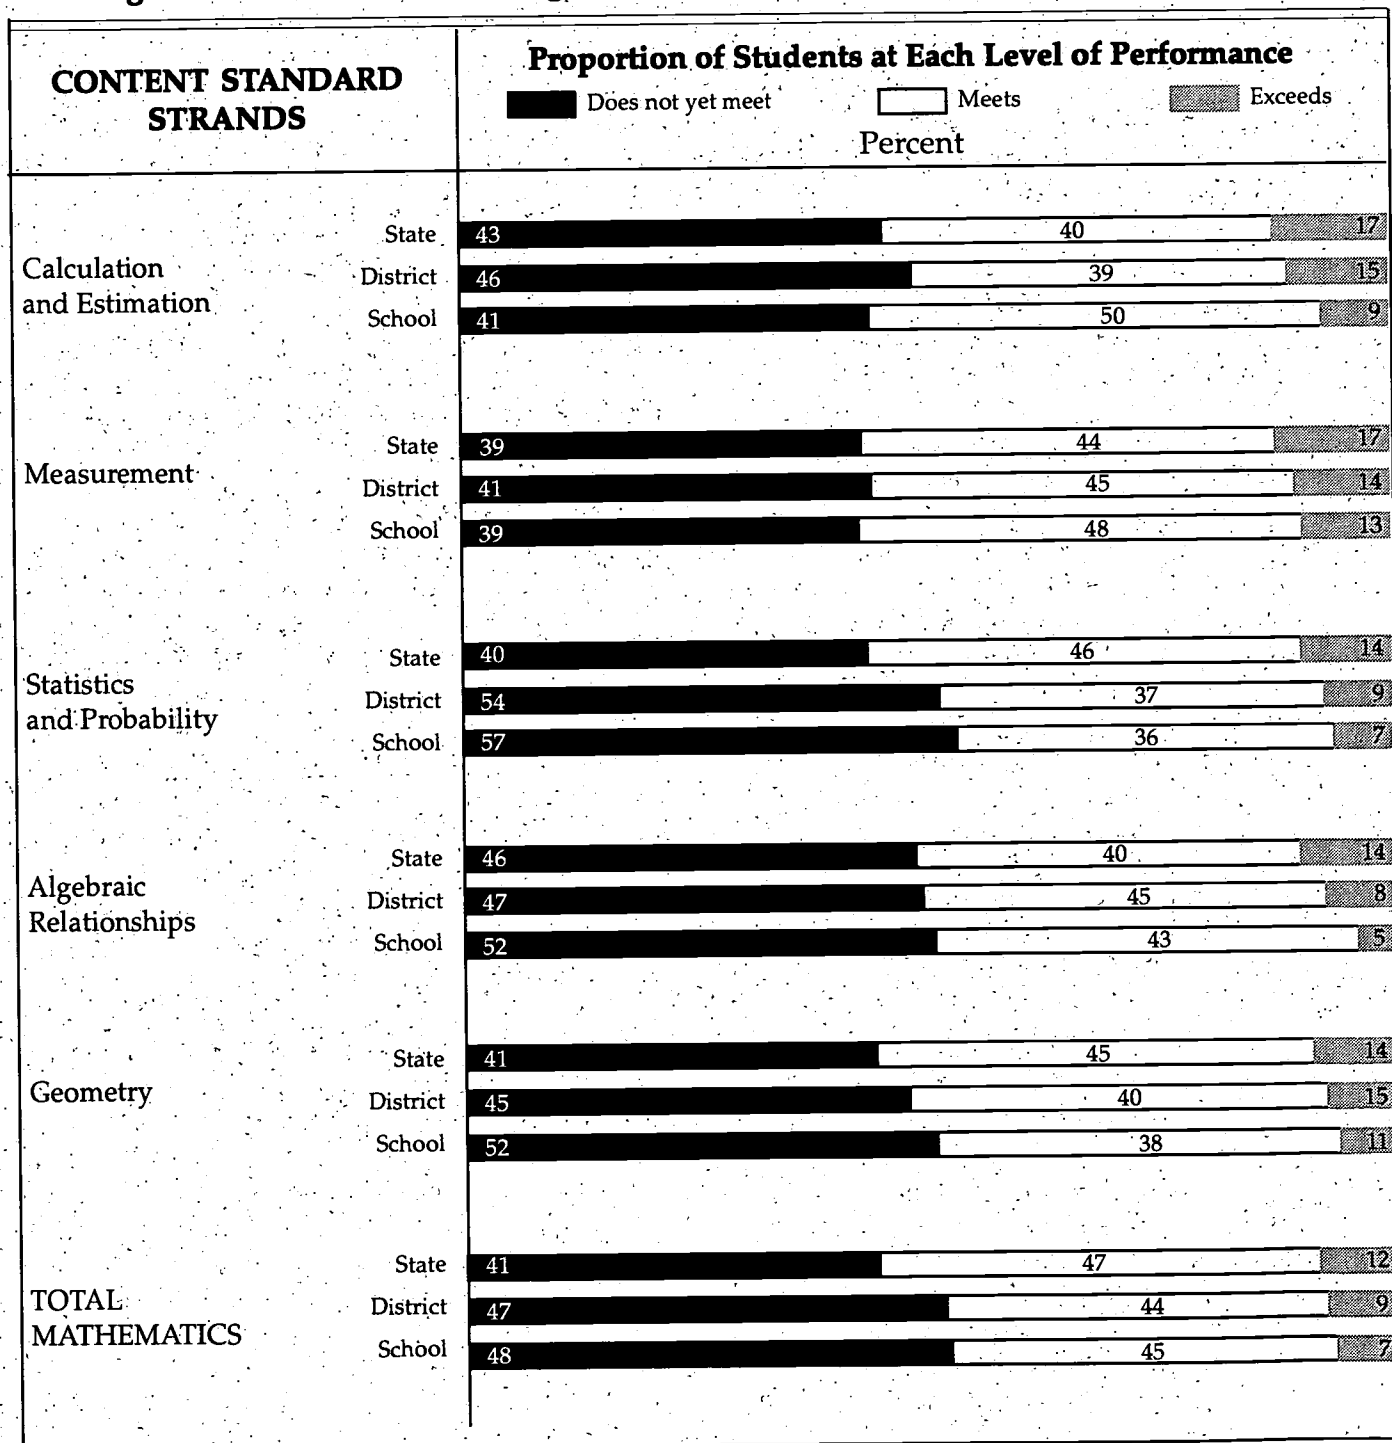 CONTENT STANDARD
STRANDS
Proportion of Students at Each Level of Performance
Does not yet meet Meets Exceeds
Percent
Calculation
and Estimation
State 43 40 17
District 46 39 15
School 41 50 9
Measurement
State 39 44 17
District 41 45 14
School 39 48 13
Statistics
and Probability
State 40 46 14
District 54 37 9
School 57 36 7
Algebraic
Relationships
State 46 40 14
District 47 45 8
School 52 43 5
Geometry
State 41 45 14
District 45 40 15
School 52 38 11
TOTAL
MATHEMATICS
State 41 47 12
District 47 44 9
School 48 45 7